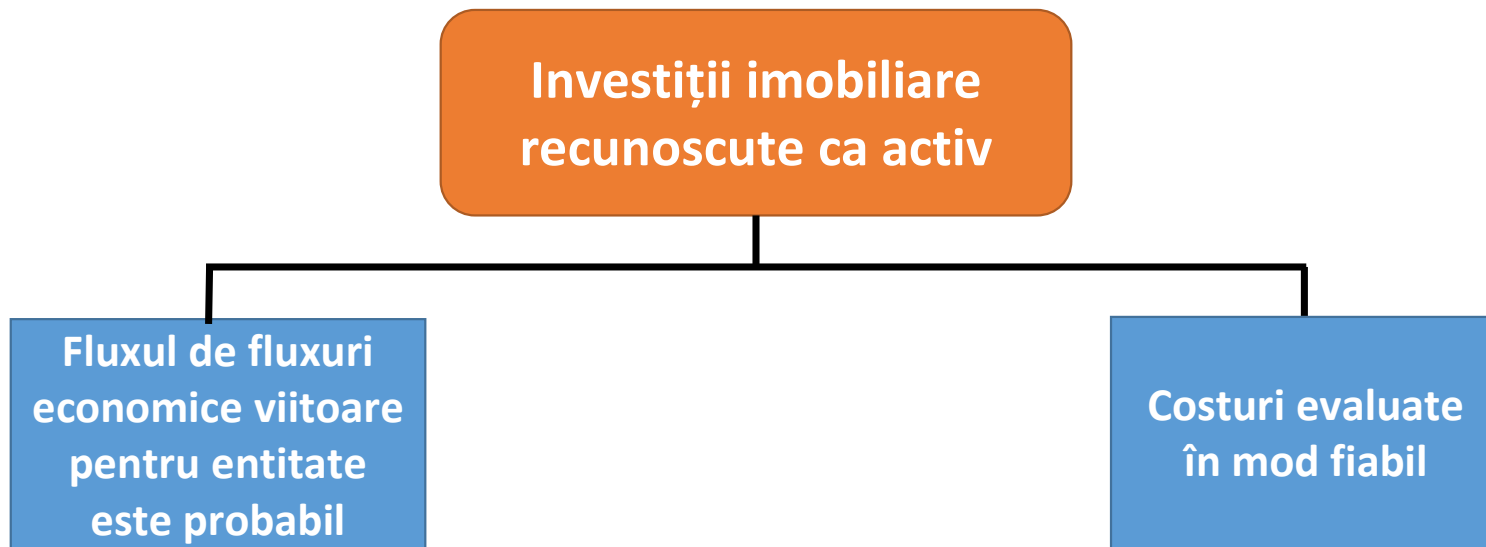 Investiții imobiliare
recunoscute ca activ
Fluxul de fluxuri
economice viitoare
pentru entitate
este probabil
Costuri evaluate
în mod fiabil